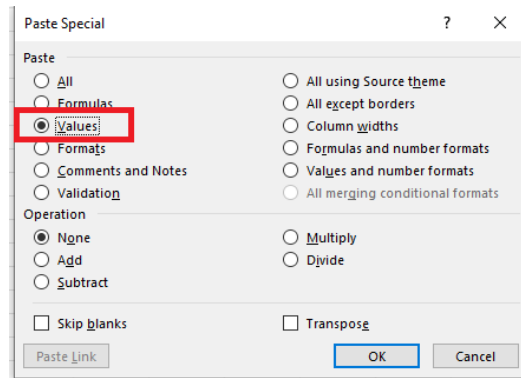 Paste Special ? ×
Paste
All
Formulas
Values
Formats
Comments and Notes
Validation
All using Source theme
All except borders
Column widths
Formulas and number formats
Values and number formats
All merging conditional formats
Operation
None
Add
Subtract
Multiply
Divide
Skip blanks
Transpose
Paste Link
OK
Cancel